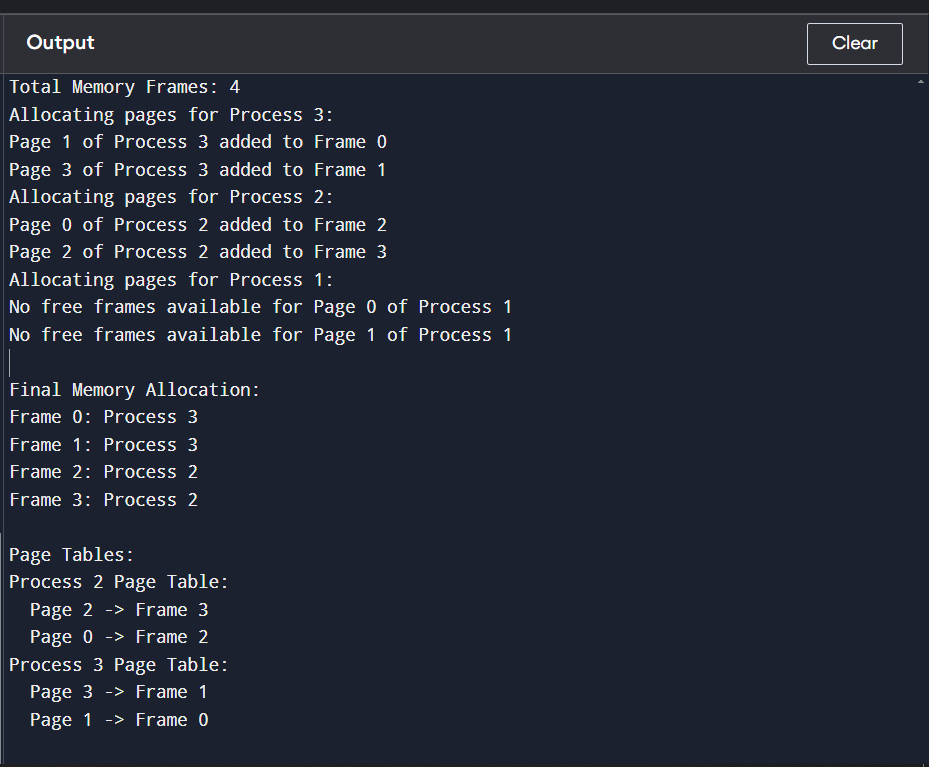 Output
Clear
Total Memory Frames: 4
Allocating pages for Process 3:
Page 1 of Process 3 added to Frame 0
Page 3 of Process 3 added to Frame 1
Allocating pages for Process 2:
Page 0 of Process 2 added to Frame 2
Page 2 of Process 2 added to Frame 3
Allocating pages for Process 1:
No free frames available for Page 0 of Process 1
No free frames available for Page 1 of Process 1
Final Memory Allocation:
Frame 0: Process 3
Frame 1: Process 3
Frame 2: Process 2
Frame 3: Process 2
Page Tables:
Process 2 Page Table:
  Page 2 -> Frame 3
  Page 0 -> Frame 2
Process 3 Page Table:
  Page 3 -> Frame 1
  Page 1 -> Frame 0